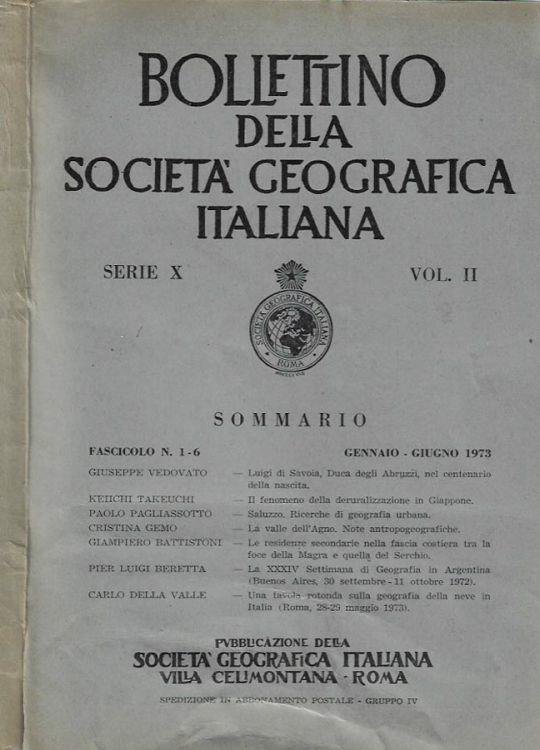 BOLLETTINO
DELLA
SOCIETA' GEOGRAFICA
ITALIANA
SERIE X VOL. II
SOCIETÀ GEOGRAFICA ITALIANA
ROMA
SOMMARIO
FASCICOLO N. 1-6 GENNAIO - GIUGNO 1973
GIUSEPPE VEDOVATO — Luigi di Savoia, Duca degli Abruzzi, nel centenario
della nascita.
KEIICHI TAKEUCHI — Il fenomeno della deruralizzazione in Giappone.
PAOLO PAGLIASSOTTO — Saluzzo. Ricerche di geografia urbana.
CRISTINA GEMO — La valle dell'Agno. Note antropogeografiche.
GIAMPIERO BATTISTONI — Le residenze secondarie nella fascia costiera tra la
foce della Magra e quella del Serchio.
PIER LUIGI BERETTA — La XXXIV Settimana di Geografia in Argentina
(Buenos Aires, 30 settembre - 11 ottobre 1972).
CARLO DELLA VALLE — Una tavola rotonda sulla geografia della neve in
Italia (Roma, 28-29 maggio 1973).
PVBBLICAZIONE DELLA
SOCIETÀ GEOGRAFICA ITALIANA
VILLA CELIMONTANA - ROMA
SPEDIZIONE IN ABBONAMENTO POSTALE - GRUPPO IV